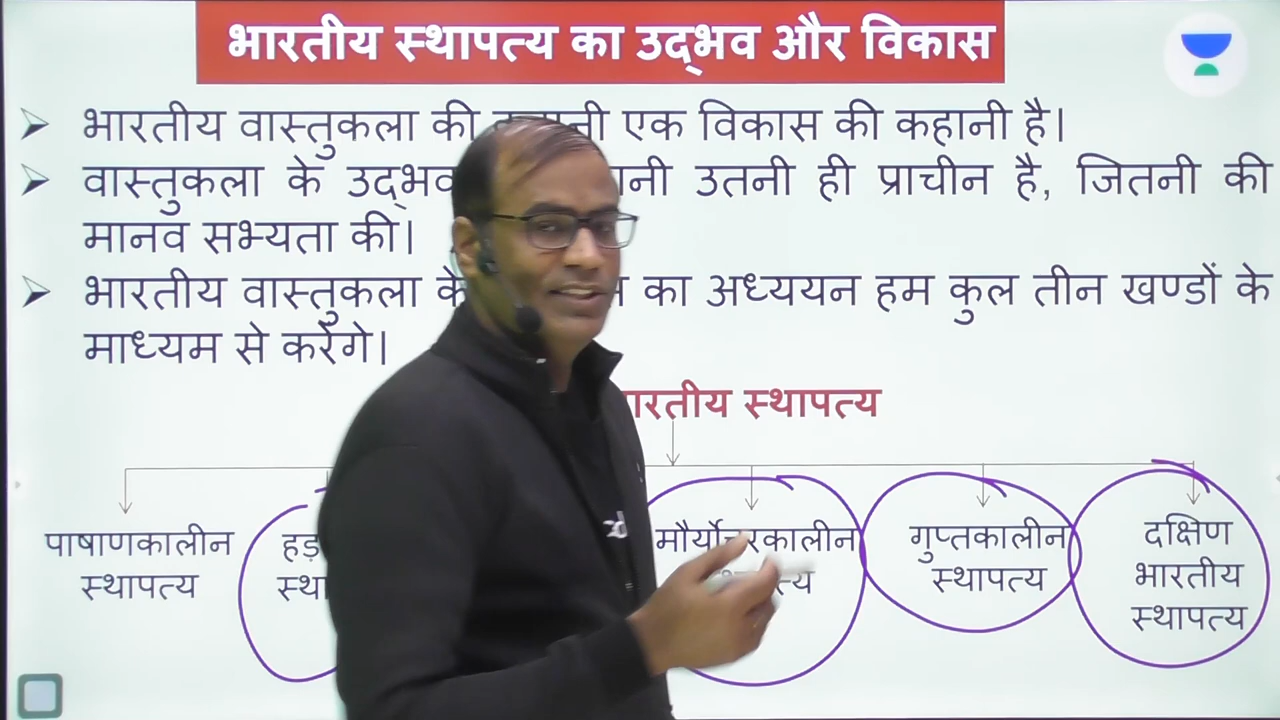 भारतीय स्थापत्य का उद्भव और विकास
भारतीय वास्तुकला की एक विकास की कहानी है।
वास्तुकला के उद्भव उतनी ही प्राचीन है, जितनी की
मानव सभ्यता की।
भारतीय वास्तुकला के का अध्ययन हम कुल तीन खण्डों के
माध्यम से करेंगे।
स्थापत्य
पाषाणकालीन
स्थापत्य
मौर्योत्तरकालीन
गुप्तकालीन
स्थापत्य
दक्षिण
भारतीय
स्थापत्य